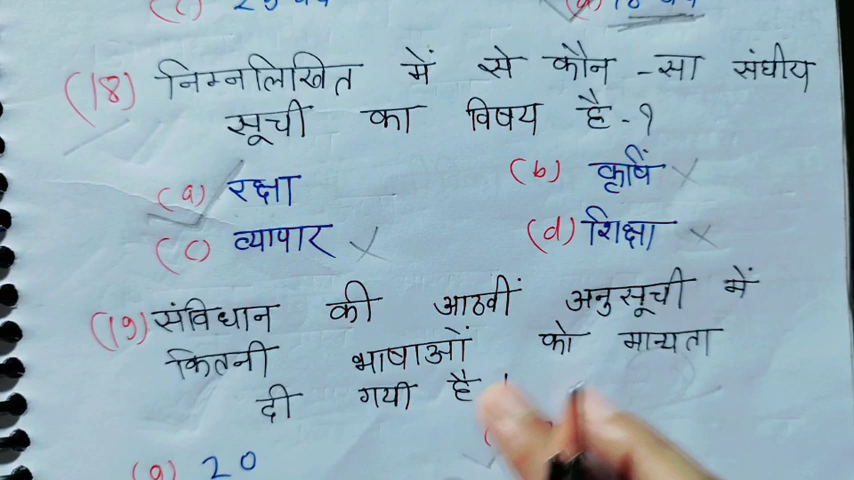 (18) निम्नलिखित में से कौन - सा संघीय
सूची का विषय है - ?
(a) रक्षा (b) कृषि
(c) व्यापार (d) शिक्षा
(19) संविधान की आठवीं अनुसूची में
कितनी भाषाओं को मान्यता
दी गयी है
(a) 20